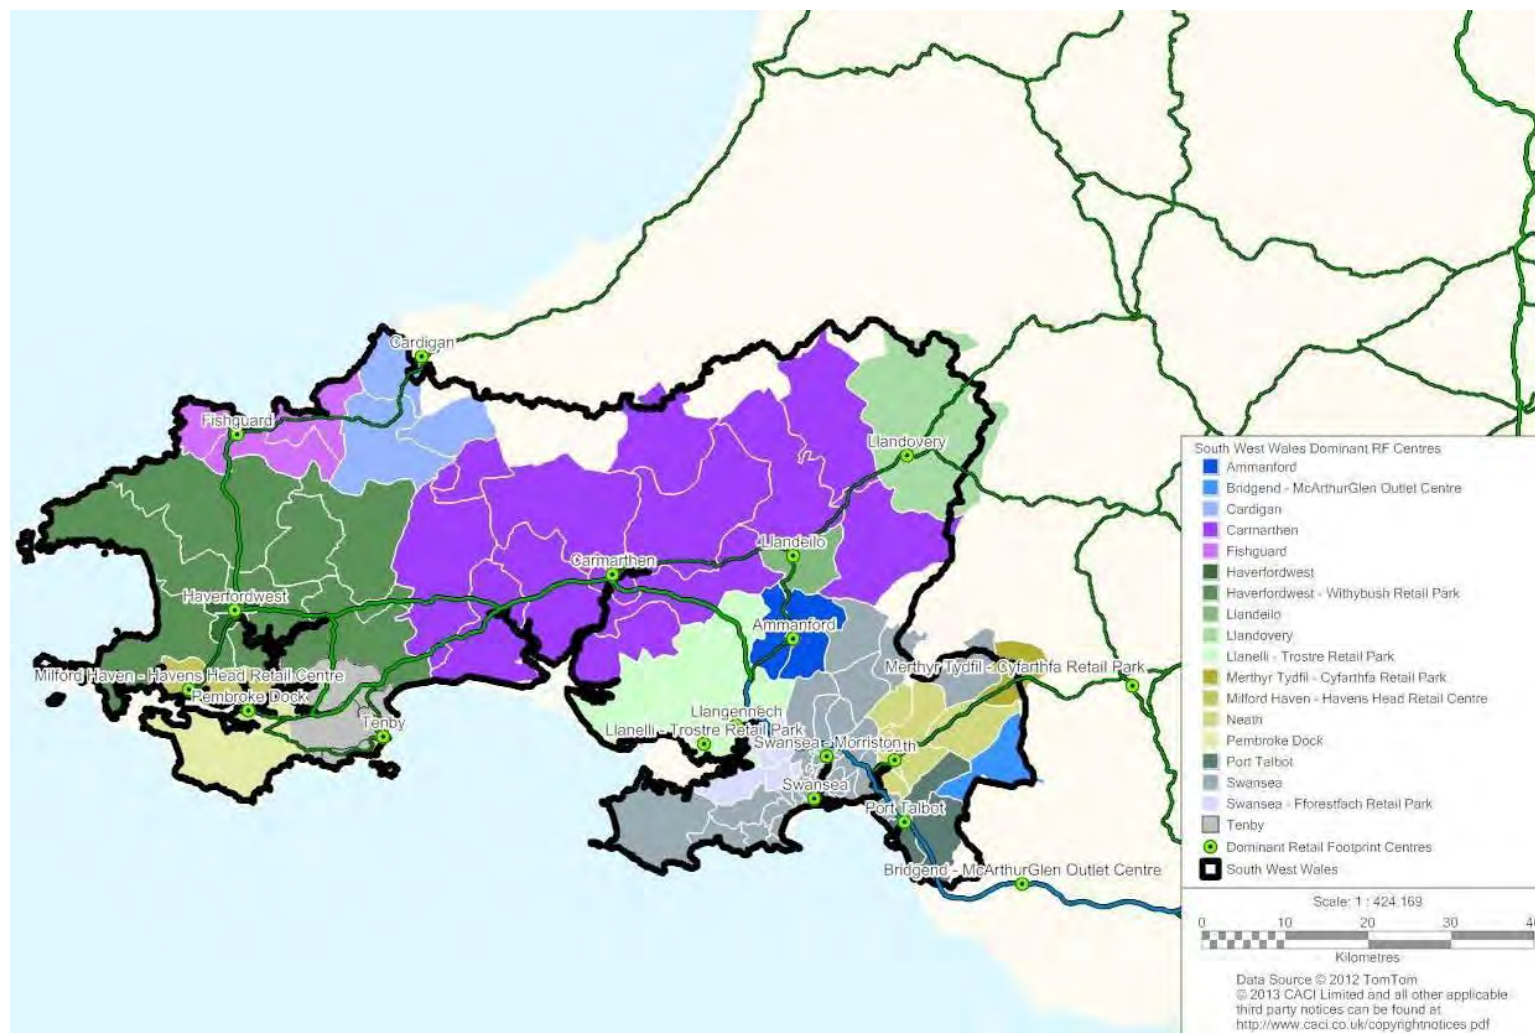 Cardigan
Fishguard
Llandovery
Llandeilo
Carmarthen
Haverfordwest
Ammanford
Merthyr Tydfil - Cyfarthfa Retail Park
Milford Haven - Havens Head Retail Centre
Pembroke Dock
Tenby
Llangennech
Llanelli - Trostre Retail Park
Swansea - Morriston
Swansea
Port Talbot
Bridgend - McArthurGlen Outlet Centre
South West Wales Dominant RF Centres
Ammanford
Bridgend - McArthurGlen Outlet Centre
Cardigan
Carmarthen
Fishguard
Haverfordwest
Haverfordwest - Withybush Retail Park
Llandeilo
Llandovery
Llanelli - Trostre Retail Park
Merthyr Tydfil - Cyfarthfa Retail Park
Milford Haven - Havens Head Retail Centre
Neath
Pembroke Dock
Port Talbot
Swansea
Swansea - Fforestfach Retail Park
Tenby
Dominant Retail Footprint Centres
South West Wales
Scale: 1 : 424,169
0 10 20 30
Kilometres
Data Source © 2012 TomTom
© 2013 CACI Limited and all other applicable
third party notices can be found at
http://www.caci.co.uk/copyrightnotices.pdf